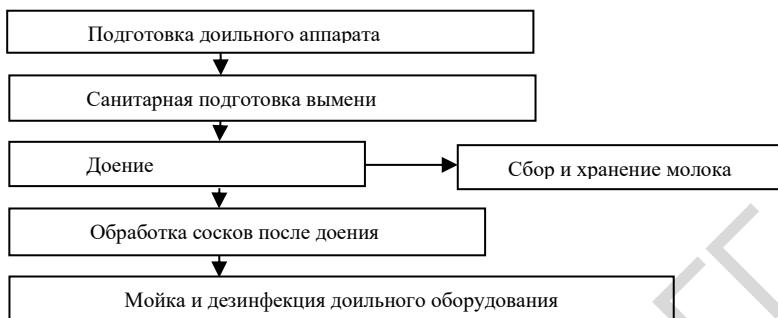 Подготовка доильного аппарата
Санитарная подготовка вымени
Доение
Сбор и хранение молока
Обработка сосков после доения
Мойка и дезинфекция доильного оборудования